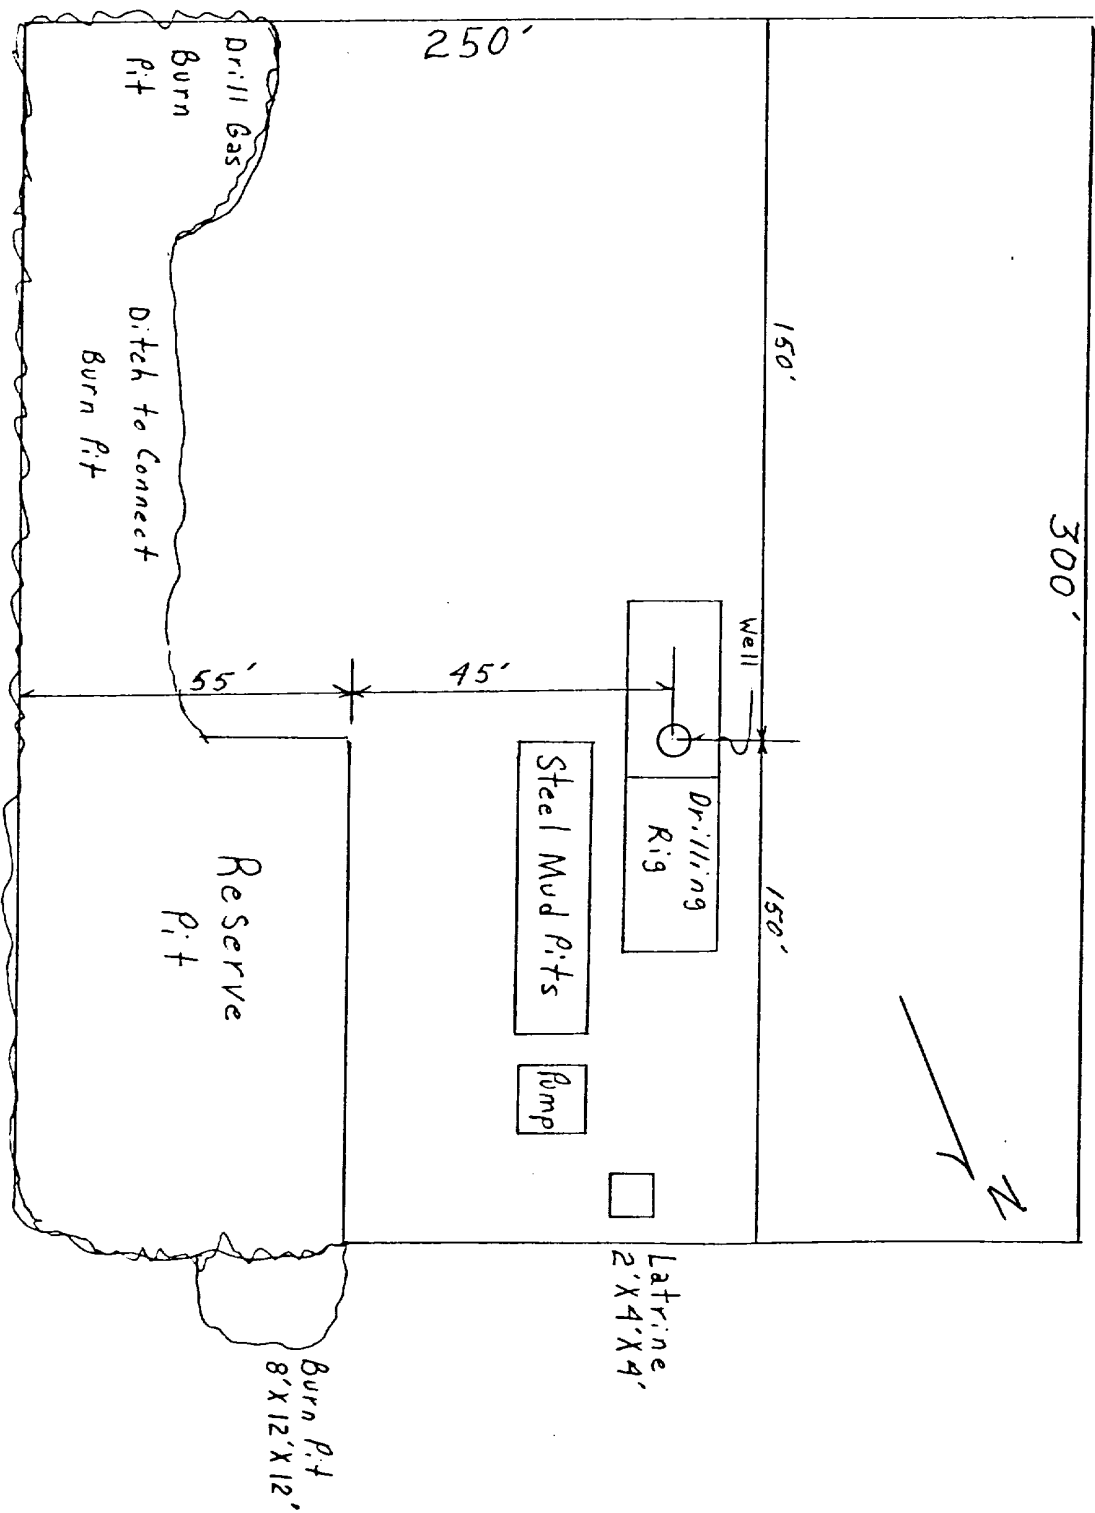 250'
300'
150'
150'
Well
Drilling
Rig
45'
55'
Steel Mud Pits
Pump
Latrine
2'X4'X4'
Reserve
Pit
Burn Pit
8'X12'X12'
Drill Gas
Burn
Pit
Ditch to Connect
Burn Pit
N